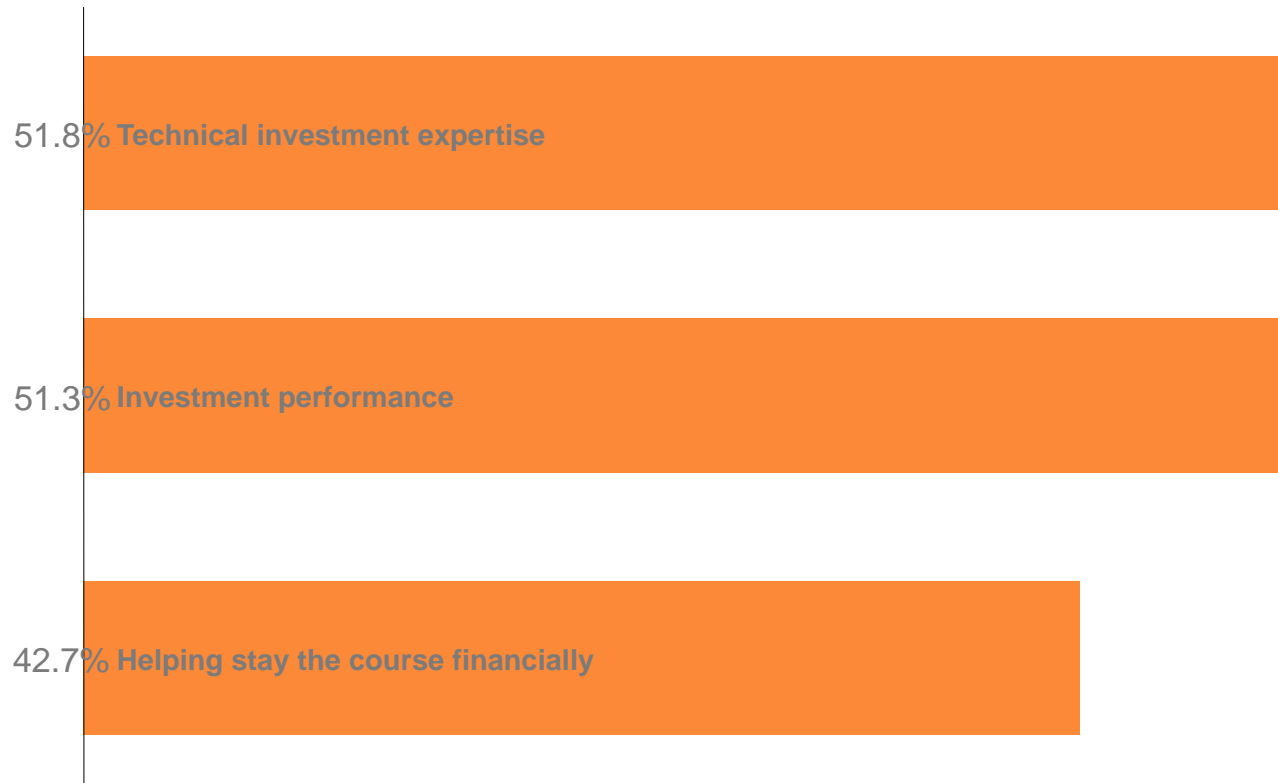 51.8% Technical investment expertise
51.3% Investment performance
42.7% Helping stay the course financially